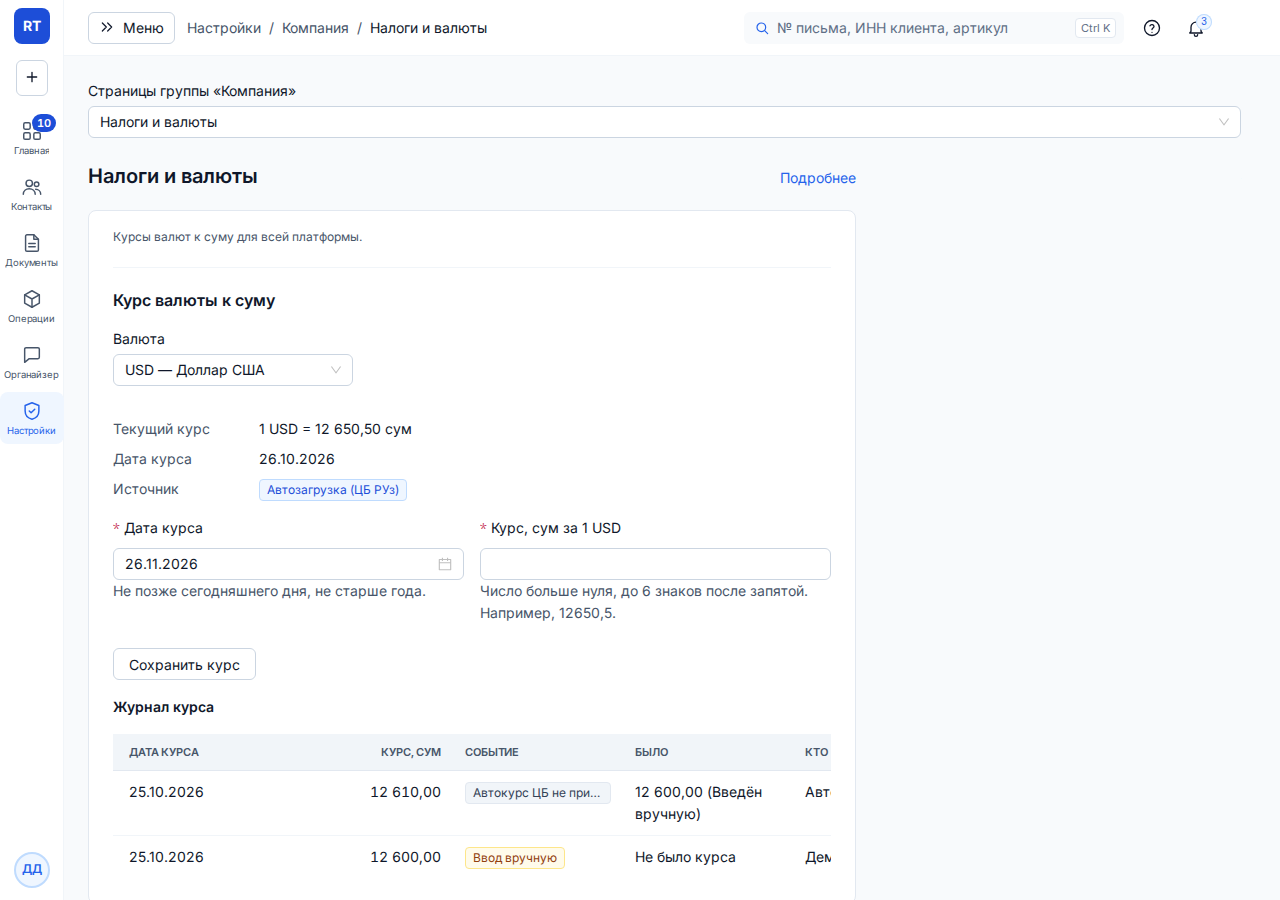 RT
Меню
Настройки / Компания / Налоги и валюты
№ письма, ИНН клиента, артикул
Ctrl K
3
10
Главная
Контакты
Документы
Операции
Органайзер
Настройки
ДД
Страницы группы «Компания»
Налоги и валюты
Налоги и валюты
Подробнее
Курсы валют к суму для всей платформы.
Курс валюты к суму
Валюта
USD — Доллар США
Текущий курс 1 USD = 12 650,50 сум
Дата курса 26.10.2026
Источник Автозагрузка (ЦБ РУз)
* Дата курса
26.11.2026
Не позже сегодняшнего дня, не старше года.
* Курс, сум за 1 USD
Число больше нуля, до 6 знаков после запятой.
Например, 12650,5.
Сохранить курс
Журнал курса
ДАТА КУРСА КУРС, СУМ СОБЫТИЕ БЫЛО КТО
25.10.2026 12 610,00 Автокурс ЦБ не при... 12 600,00 (Введён
вручную)
25.10.2026 12 600,00 Ввод вручную Не было курса